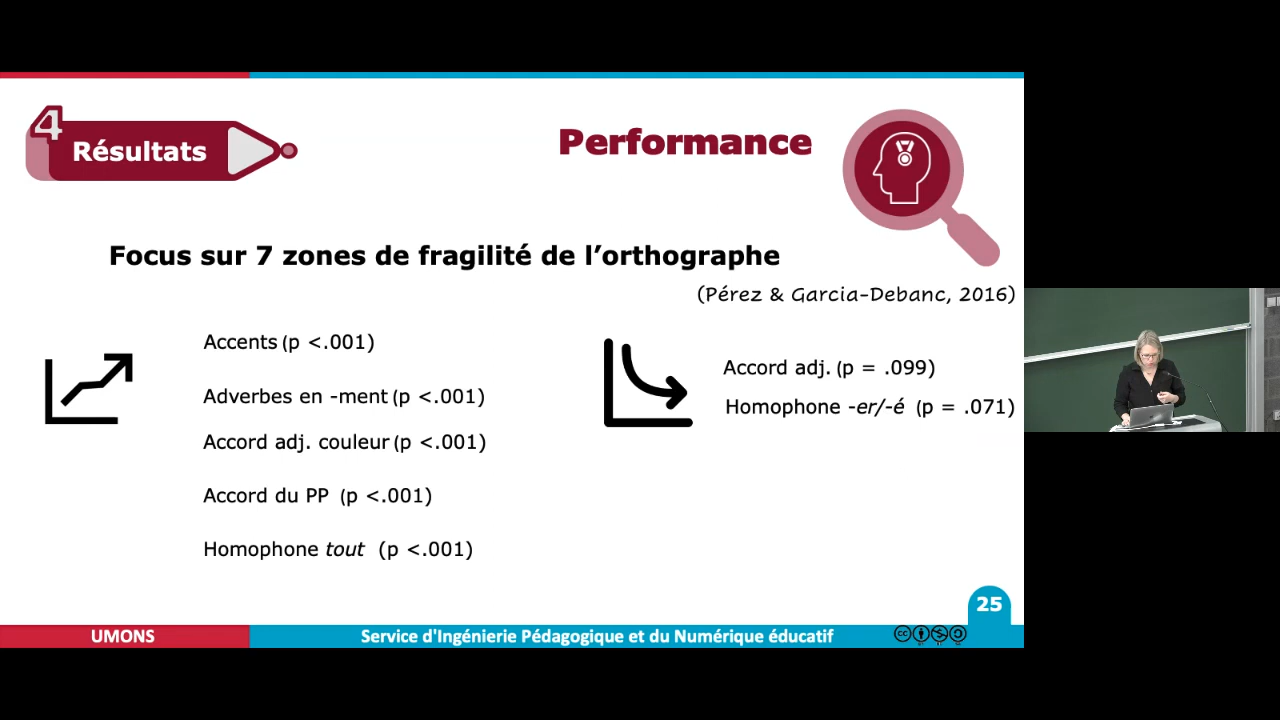 4
Résultats
Performance
Focus sur 7 zones de fragilité de l’orthographe
(Pérez & Garcia-Debanc, 2016)
Accents (p <.001)
Adverbes en -ment (p <.001)
Accord adj. couleur (p <.001)
Accord du PP (p <.001)
Homophone tout (p <.001)
Accord adj. (p = .099)
Homophone -er/-é (p = .071)
25
UMONS
Service d'Ingénierie Pédagogique et du Numérique éducatif